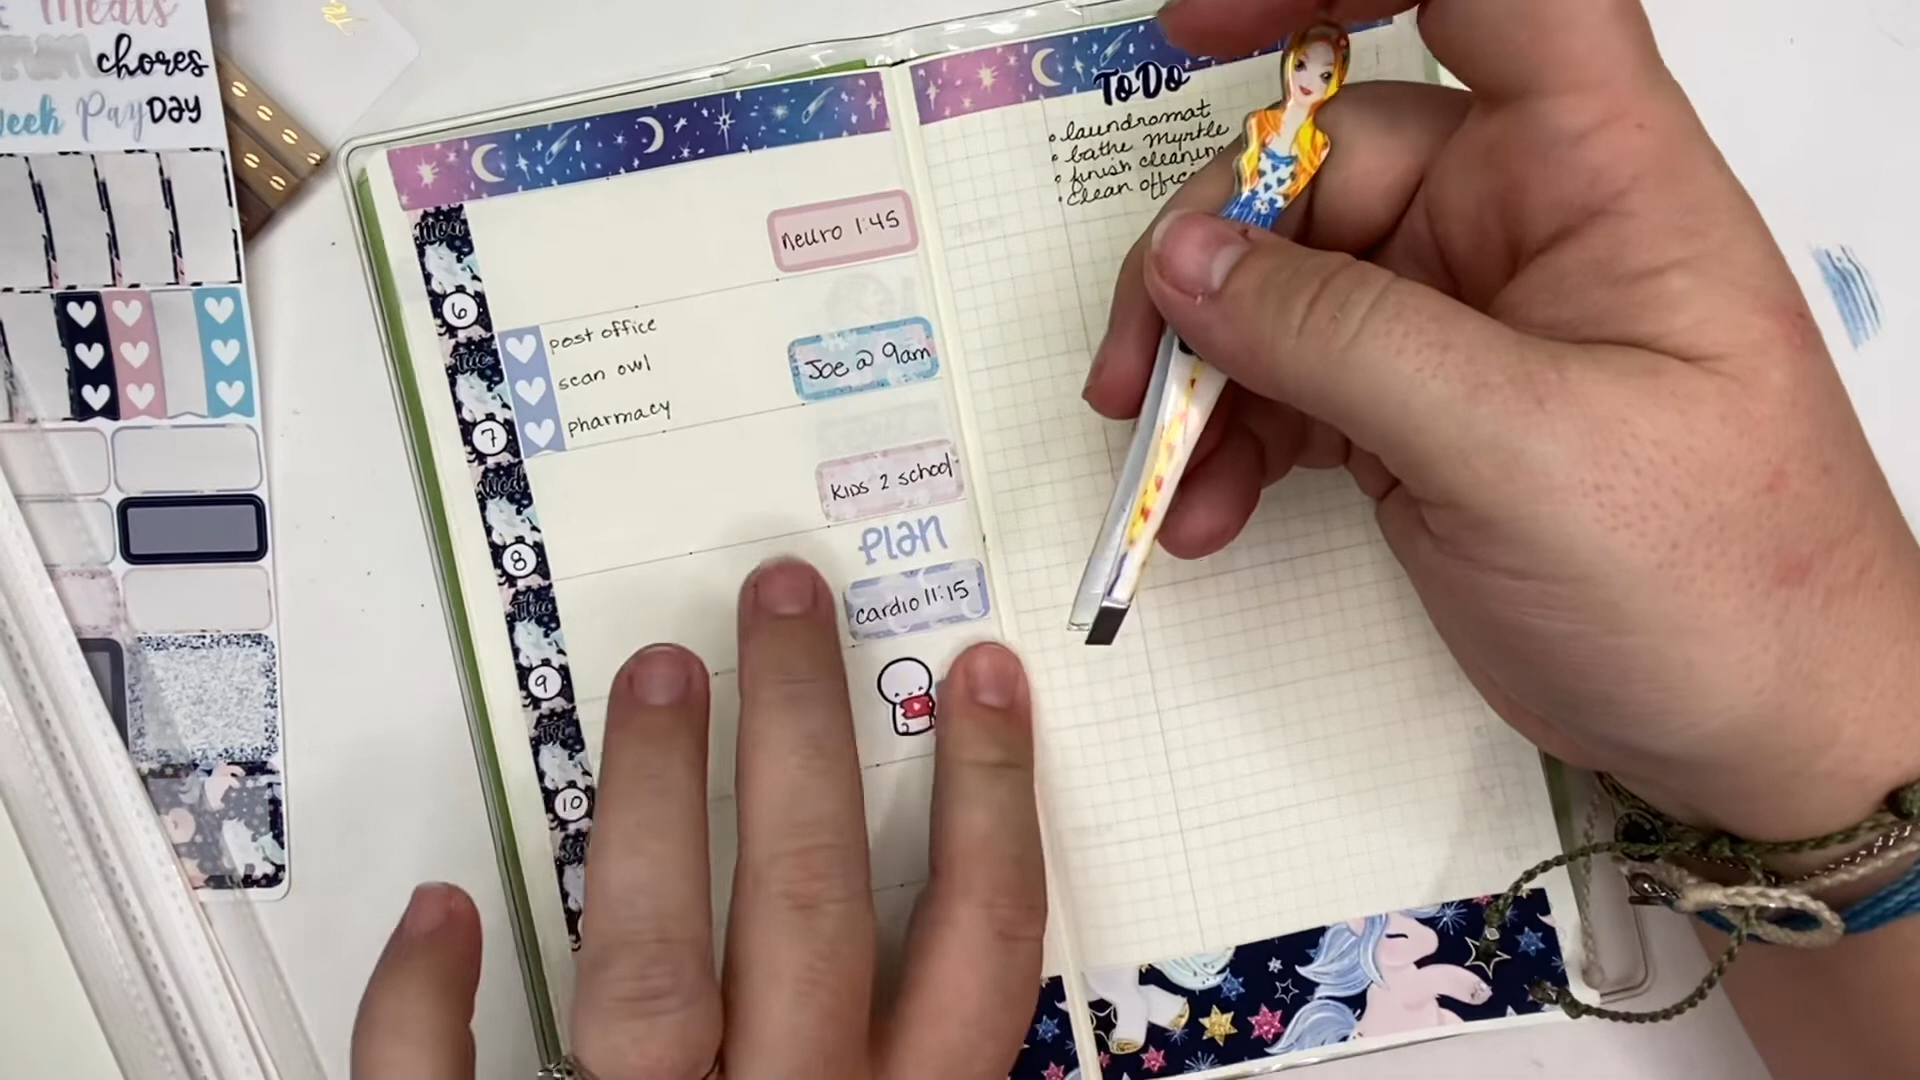 Meals
chores
Week PayDAY
ToDo
• laundromat
• bathe myrtle
• finish cleaning
• clean office
Mon
neuro 1:45
6
post office
Tue
scan owl
Joe @ 9am
pharmacy
7
Wed
KIDS 2 school
Plan
8
Thu
cardio 11:15
9
Fri
10